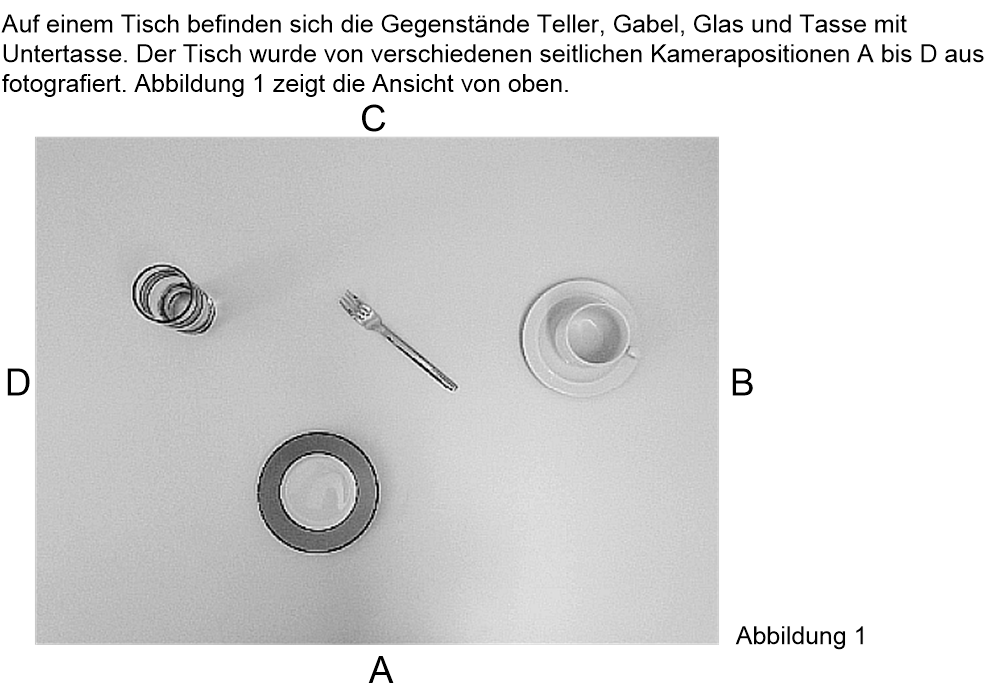 Auf einem Tisch befinden sich die Gegenstände Teller, Gabel, Glas und Tasse mit
Untertasse. Der Tisch wurde von verschiedenen seitlichen Kamerapositionen A bis D aus
fotografiert. Abbildung 1 zeigt die Ansicht von oben.
C
D
B
Abbildung 1
A